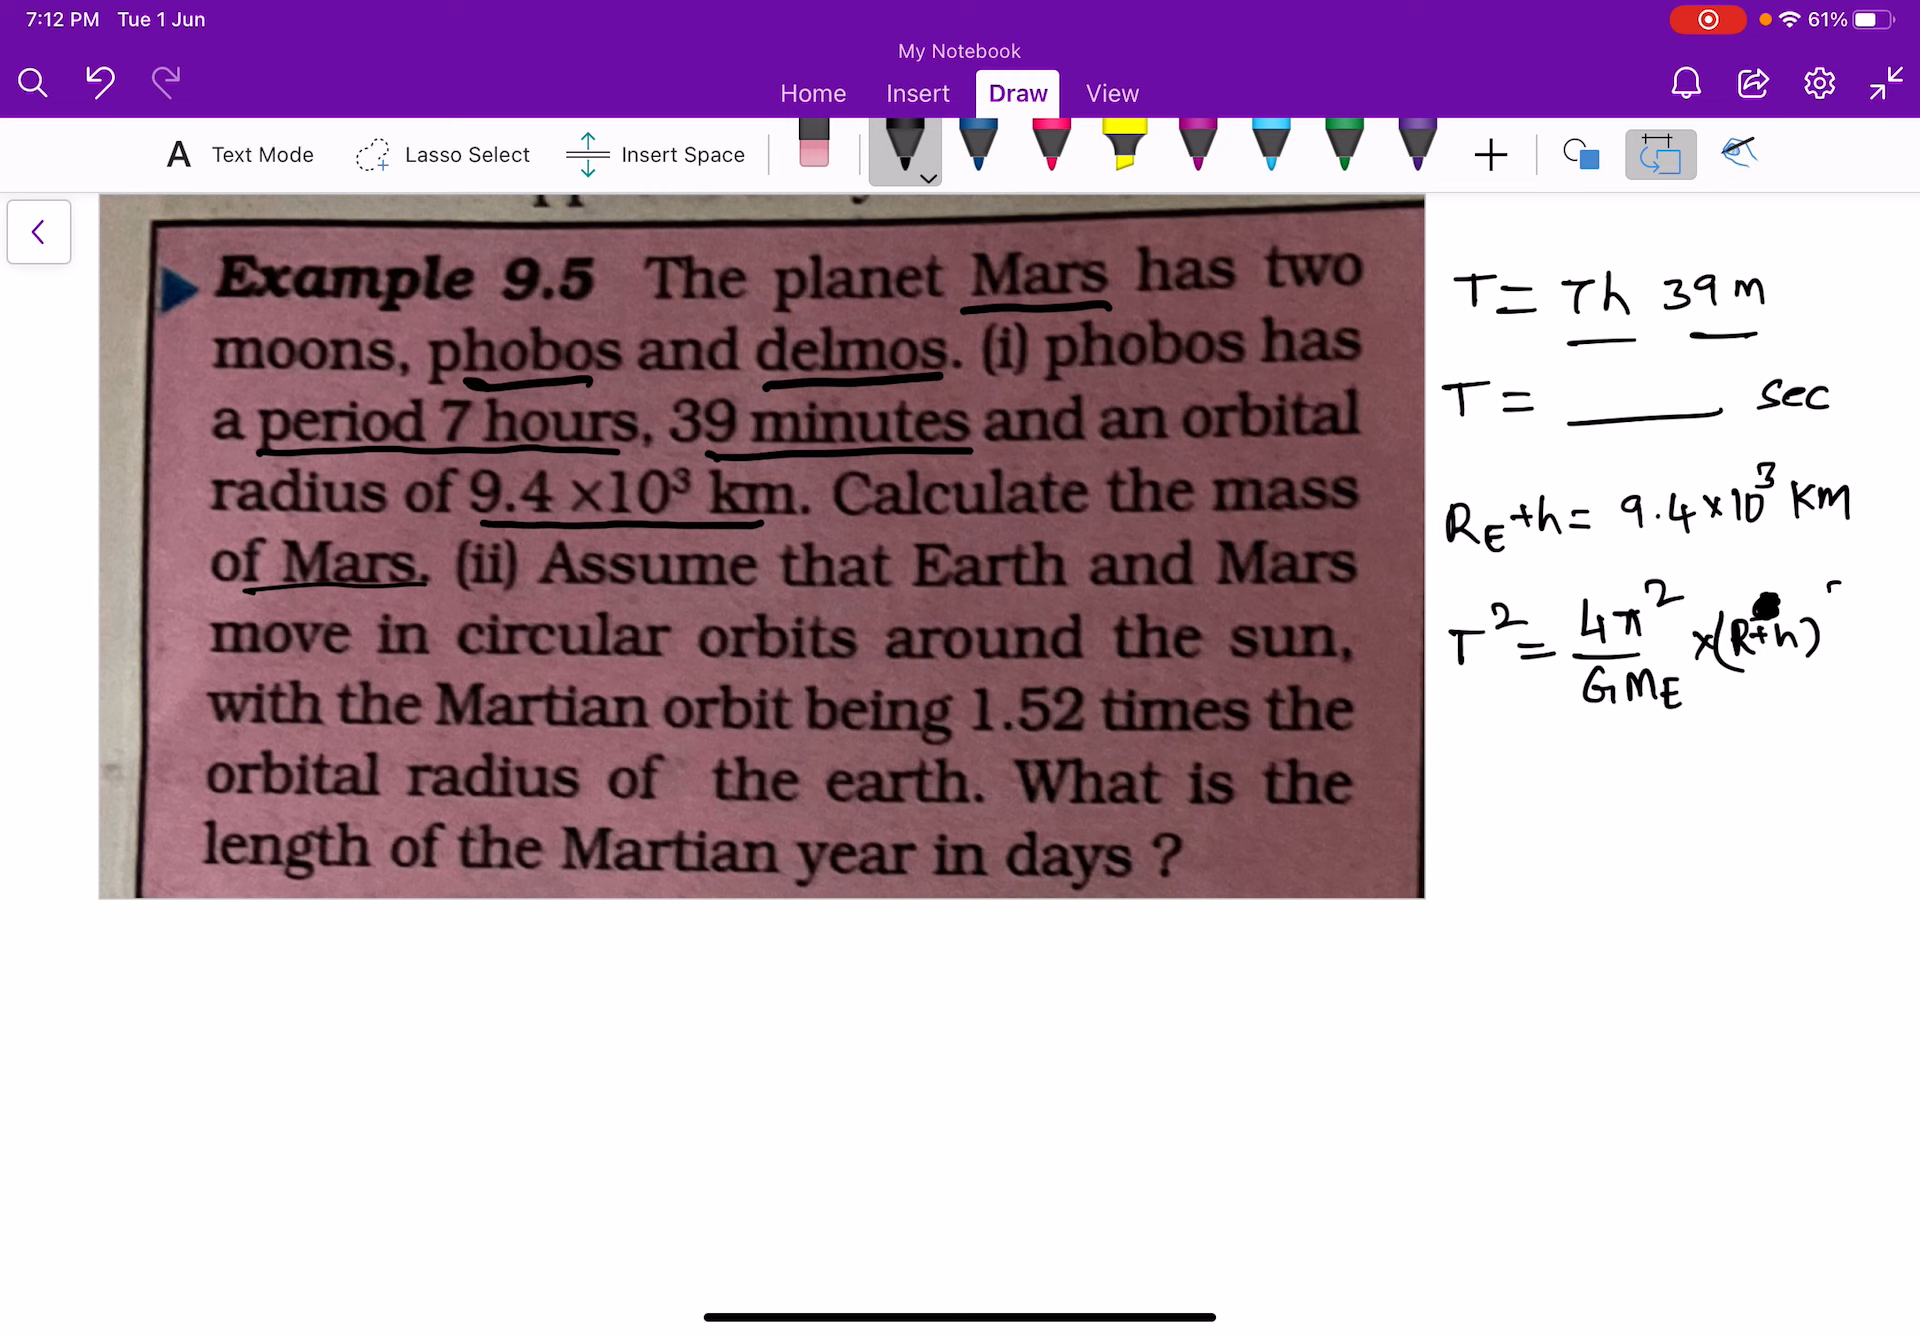 7:12 PM Tue 1 Jun
61%
My Notebook
Home Insert Draw View
A Text Mode Lasso Select Insert Space
Example 9.5 The planet Mars has two
moons, phobos and delmos. (i) phobos has
a period 7 hours, 39 minutes and an orbital
radius of 9.4 ×10³ km. Calculate the mass
of Mars. (ii) Assume that Earth and Mars
move in circular orbits around the sun,
with the Martian orbit being 1.52 times the
orbital radius of the earth. What is the
length of the Martian year in days ?
T = 7h 39 m
T = ____ sec
R_E+h = 9.4×10³ KM
T² = 4π²/GM_E ×(R+h)